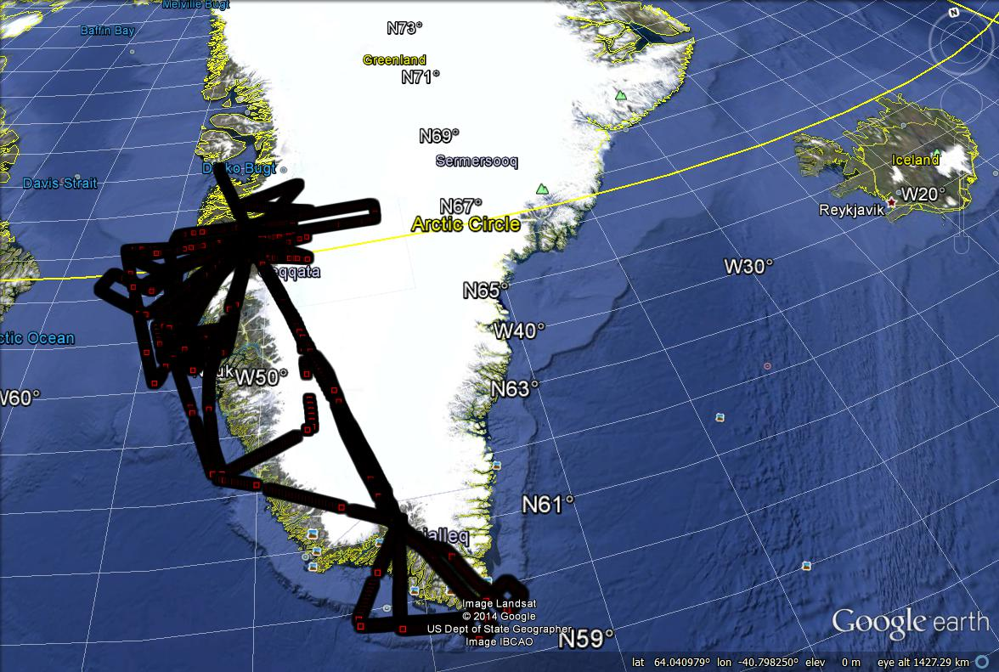 Melville Bugt
Baffin Bay
N73°
Greenland
N71°
N
N69°
Sermersooq
Iceland
Davis Strait
W20°
Reykjavik
N67°
Arctic Circle
W30°
N65°
W40°
ctic Ocean
W50°
N63°
W60°
N61°
Image Landsat
© 2014 Google
US Dept of State Geographer
Image IBCAO
N59°
Google earth
lat 64.040979° lon -40.798250° elev 0 m eye alt 1427.29 km